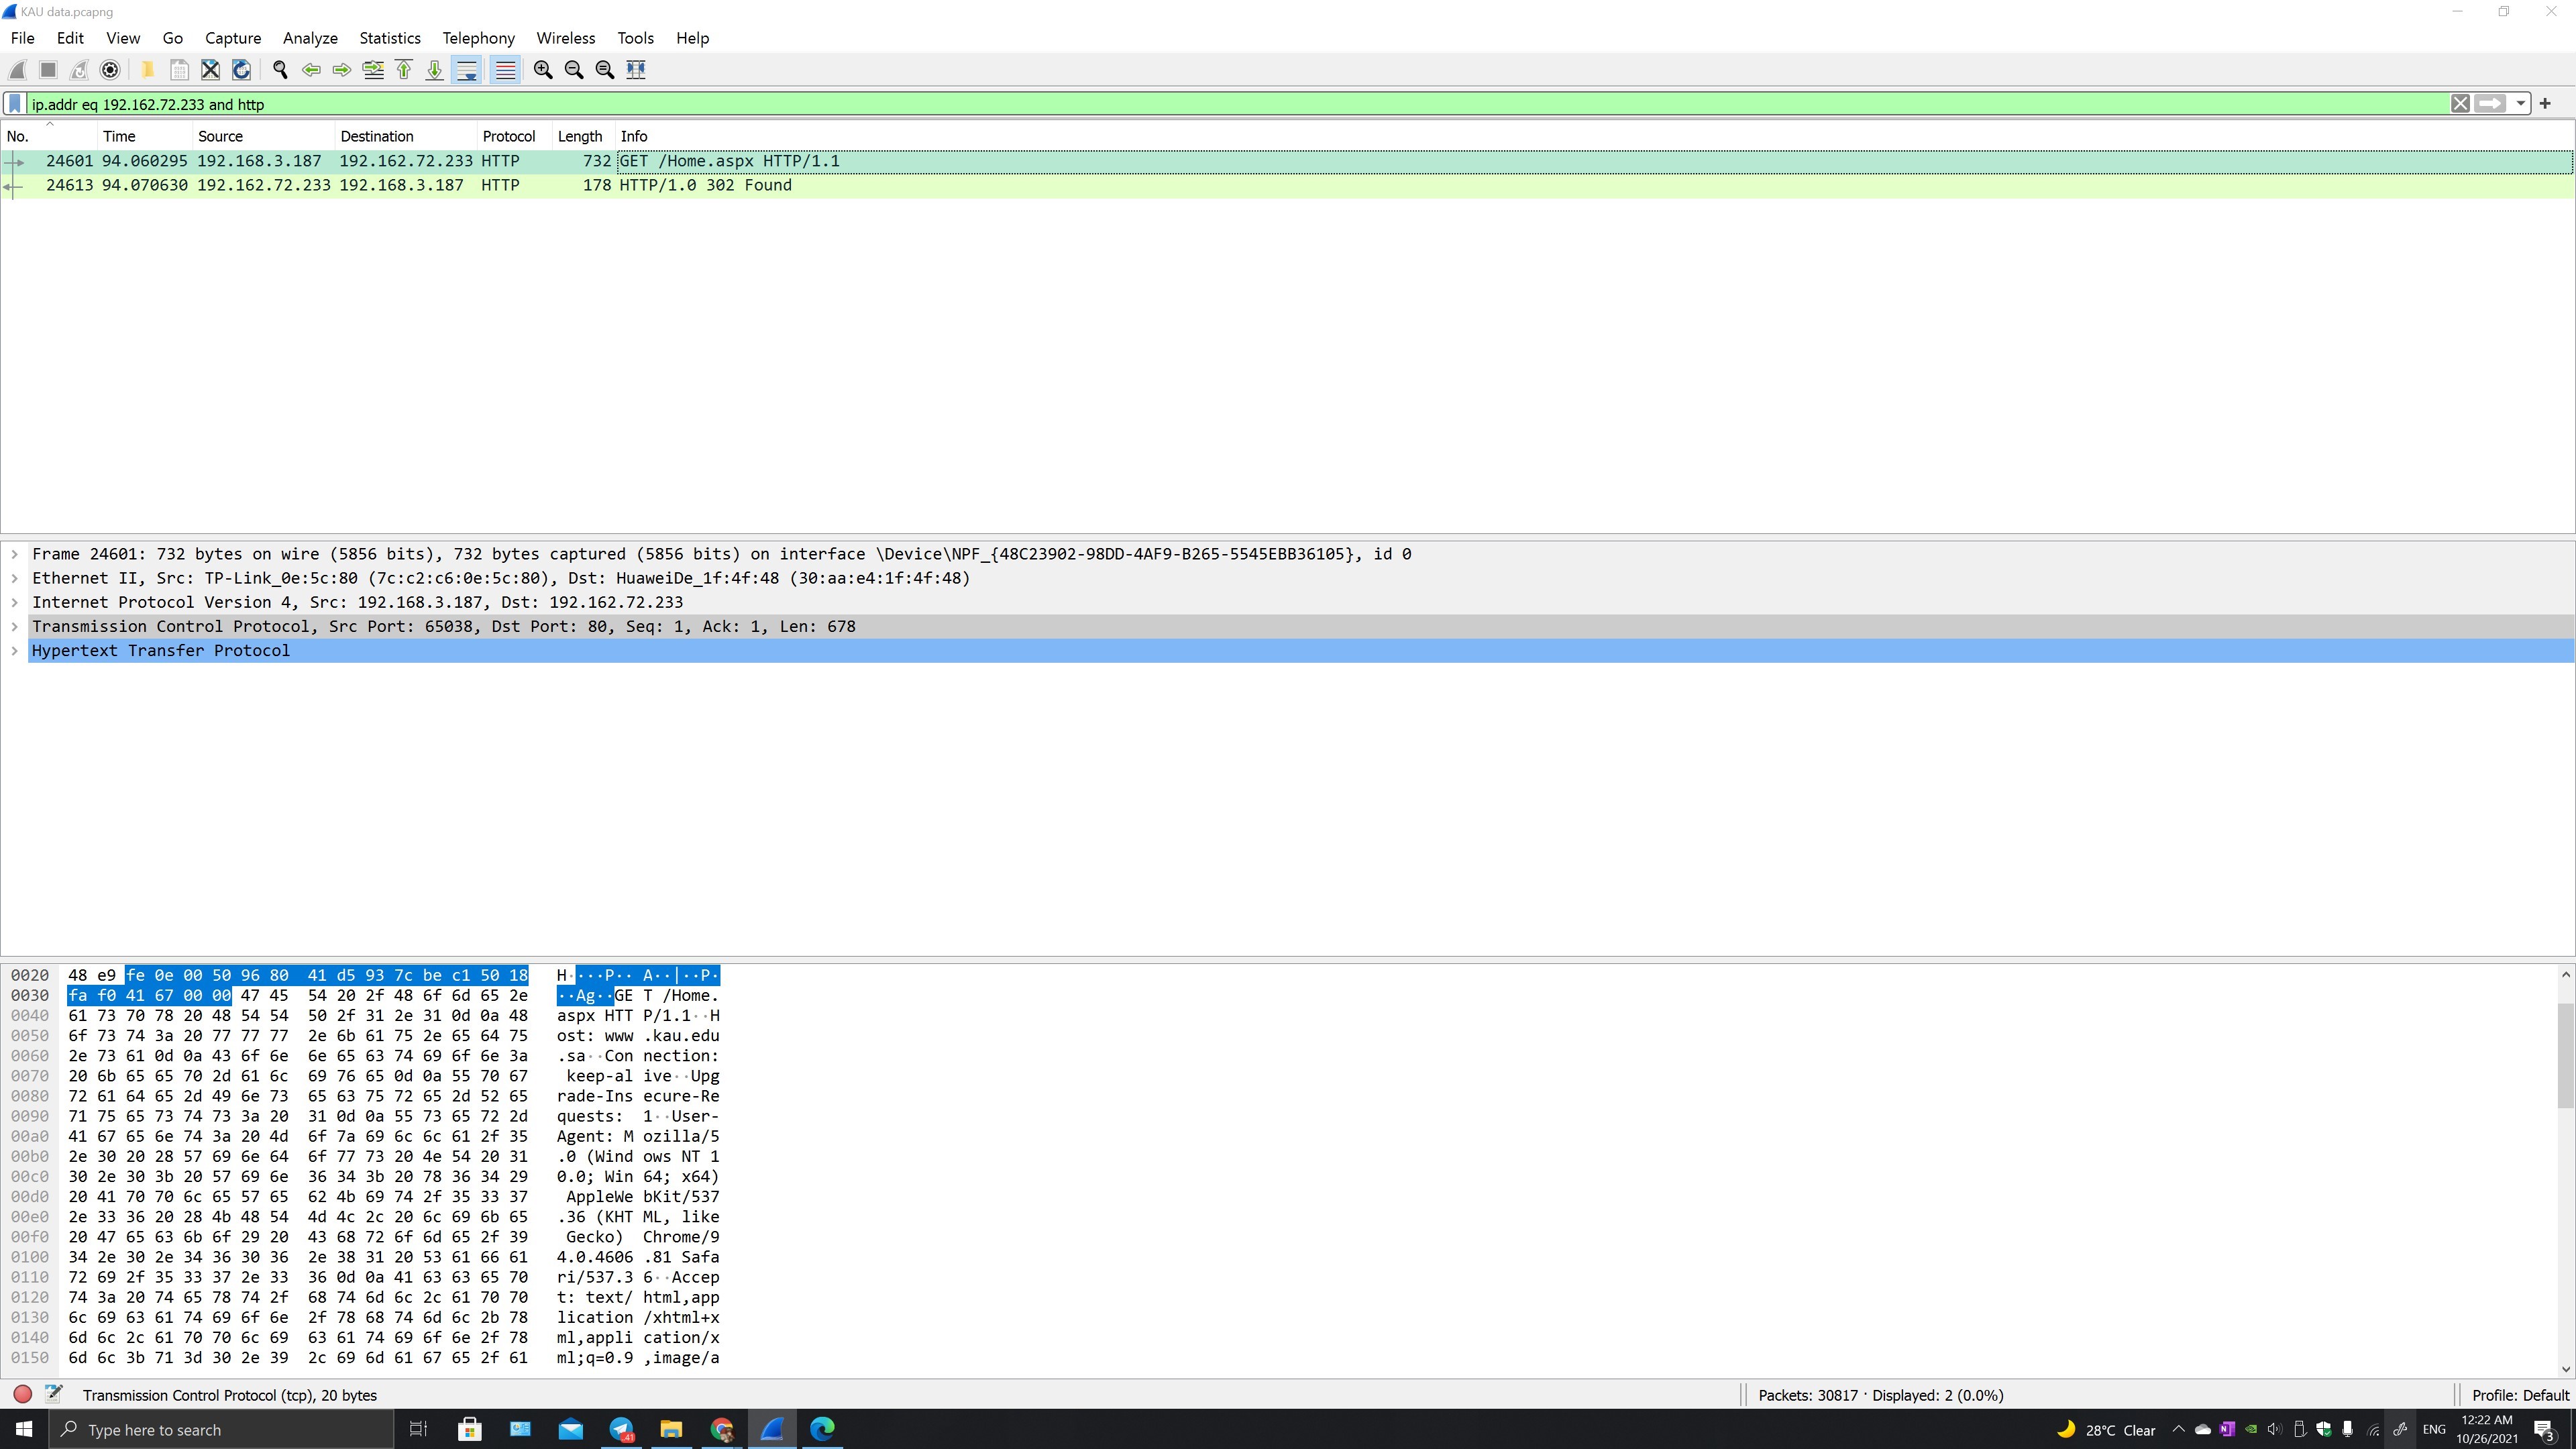 KAU data.pcapng
File Edit View Go Capture Analyze Statistics Telephony Wireless Tools Help
ip.addr eq 192.162.72.233 and http
No. Time Source Destination Protocol Length Info
24601 94.060295 192.168.3.187 192.162.72.233 HTTP 732 GET /Home.aspx HTTP/1.1
24613 94.070630 192.162.72.233 192.168.3.187 HTTP 178 HTTP/1.0 302 Found
Frame 24601: 732 bytes on wire (5856 bits), 732 bytes captured (5856 bits) on interface \Device\NPF_{48C23902-98DD-4AF9-B265-5545EBB36105}, id 0
Ethernet II, Src: TP-Link_0e:5c:80 (7c:c2:c6:0e:5c:80), Dst: HuaweiDe_1f:4f:48 (30:aa:e4:1f:4f:48)
Internet Protocol Version 4, Src: 192.168.3.187, Dst: 192.162.72.233
Transmission Control Protocol, Src Port: 65038, Dst Port: 80, Seq: 1, Ack: 1, Len: 678
Hypertext Transfer Protocol
0020 48 e9 fe 0e 00 50 96 80 41 d5 93 7c be c1 50 18 H····P·· A··|··P·
0030 fa f0 41 67 00 00 47 45 54 20 2f 48 6f 6d 65 2e ··Ag··GE T /Home.
0040 61 73 70 78 20 48 54 54 50 2f 31 2e 31 0d 0a 48 aspx HTT P/1.1··H
0050 6f 73 74 3a 20 77 77 77 2e 6b 61 75 2e 65 64 75 ost: www .kau.edu
0060 2e 73 61 0d 0a 43 6f 6e 6e 65 63 74 69 6f 6e 3a .sa··Con nection:
0070 20 6b 65 65 70 2d 61 6c 69 76 65 0d 0a 55 70 67 keep-al ive··Upg
0080 72 61 64 65 2d 49 6e 73 65 63 75 72 65 2d 52 65 rade-Ins ecure-Re
0090 71 75 65 73 74 73 3a 20 31 0d 0a 55 73 65 72 2d quests: 1··User-
00a0 41 67 65 6e 74 3a 20 4d 6f 7a 69 6c 6c 61 2f 35 Agent: M ozilla/5
00b0 2e 30 20 28 57 69 6e 64 6f 77 73 20 4e 54 20 31 .0 (Wind ows NT 1
00c0 30 2e 30 3b 20 57 69 6e 36 34 3b 20 78 36 34 29 0.0; Win 64; x64)
00d0 20 41 70 70 6c 65 57 65 62 4b 69 74 2f 35 33 37 AppleWe bKit/537
00e0 2e 33 36 20 28 4b 48 54 4d 4c 2c 20 6c 69 6b 65 .36 (KHT ML, like
00f0 20 47 65 63 6b 6f 29 20 43 68 72 6f 6d 65 2f 39 Gecko) Chrome/9
0100 34 2e 30 2e 34 36 30 36 2e 38 31 20 53 61 66 61 4.0.4606 .81 Safa
0110 72 69 2f 35 33 37 2e 33 36 0d 0a 41 63 63 65 70 ri/537.3 6··Accep
0120 74 3a 20 74 65 78 74 2f 68 74 6d 6c 2c 61 70 70 t: text/ html,app
0130 6c 69 63 61 74 69 6f 6e 2f 78 68 74 6d 6c 2b 78 lication /xhtml+x
0140 6d 6c 2c 61 70 70 6c 69 63 61 74 69 6f 6e 2f 78 ml,appli cation/x
0150 6d 6c 3b 71 3d 30 2e 39 2c 69 6d 61 67 65 2f 61 ml;q=0.9 ,image/a
Transmission Control Protocol (tcp), 20 bytes Packets: 30817 · Displayed: 2 (0.0%) Profile: Default
Type here to search 41 28°C Clear ENG 12:22 AM 3
10/26/2021